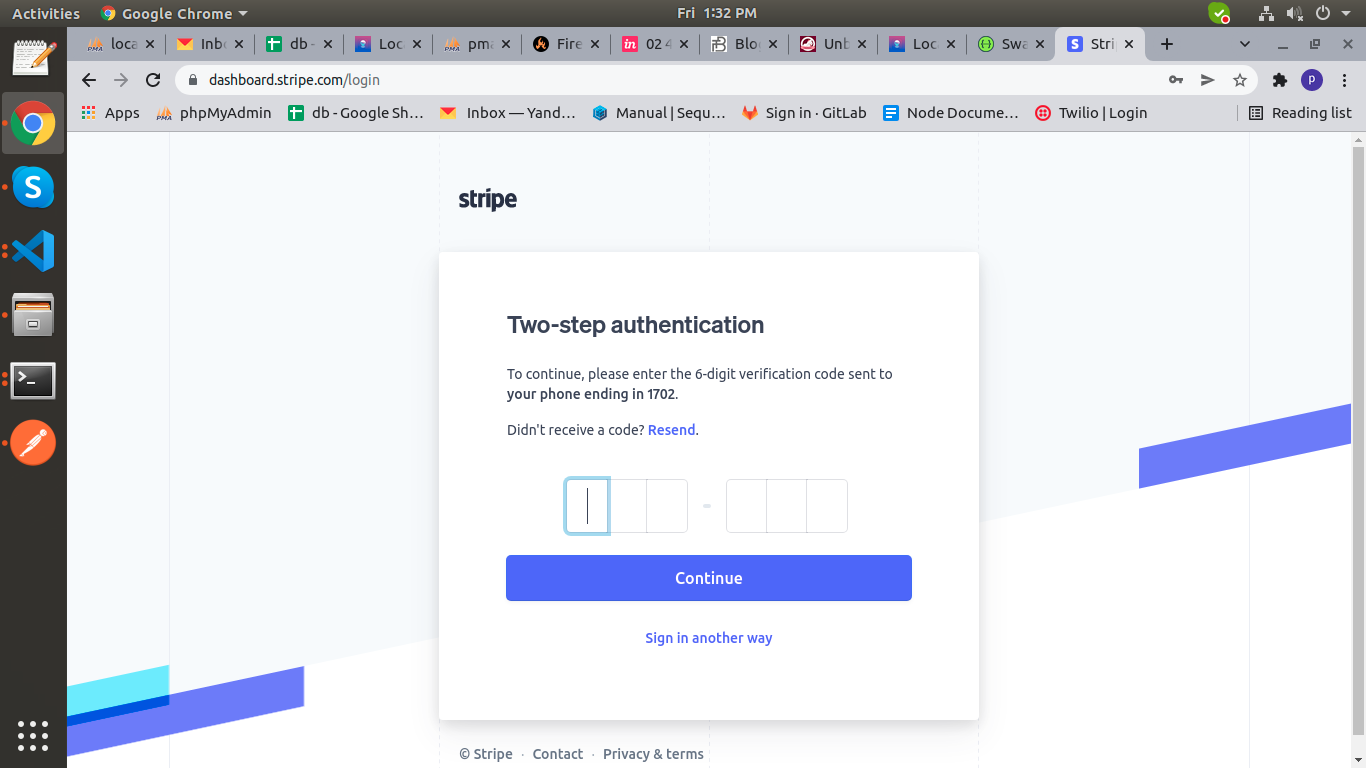 Activities
Google Chrome
Fri 1:32 PM
loca
Inb
db -
Loc
pma
Fire
in
02 4
Blo
Unb
Loc
Swa
S
Stri
dashboard.stripe.com/login
p
Apps
PMA
phpMyAdmin
db - Google Sh...
Inbox — Yand...
Manual | Sequ...
Sign in · GitLab
Node Docume...
Twilio | Login
Reading list
stripe
Two-step authentication
To continue, please enter the 6-digit verification code sent to
your phone ending in 1702.
Didn't receive a code? Resend.
Continue
Sign in another way
© Stripe · Contact · Privacy & terms